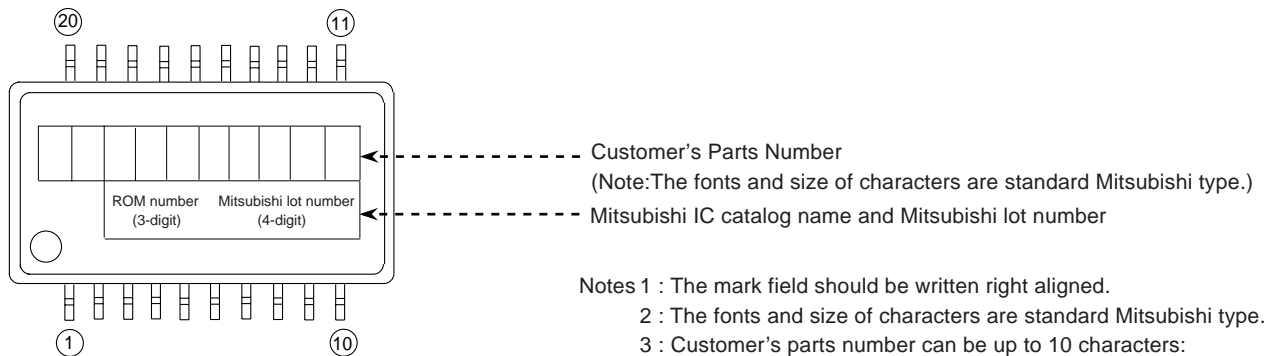 20 11
Customer's Parts Number
(Note:The fonts and size of characters are standard Mitsubishi type.)
ROM number Mitsubishi lot number
(3-digit) (4-digit)
Mitsubishi IC catalog name and Mitsubishi lot number
1 10
Notes 1 : The mark field should be written right aligned.
2 : The fonts and size of characters are standard Mitsubishi type.
3 : Customer's parts number can be up to 10 characters: